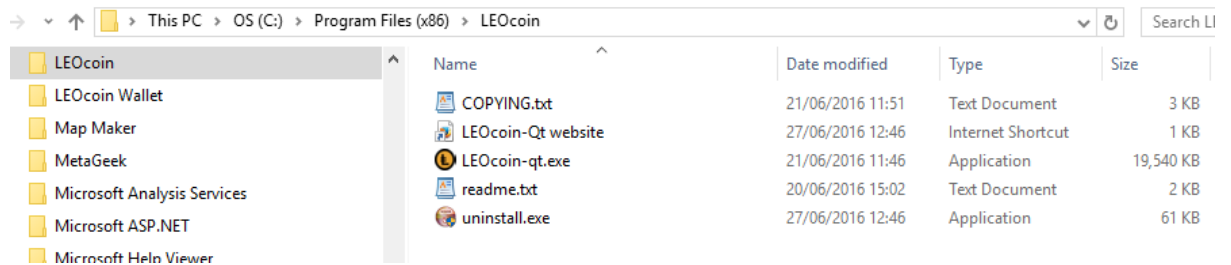 This PC > OS (C:) > Program Files (x86) > LEOcoin
Search
LEOcoin
LEOcoin Wallet
Map Maker
MetaGeek
Microsoft Analysis Services
Microsoft ASP.NET
Microsoft Help Viewer
Name Date modified Type Size
COPYING.txt 21/06/2016 11:51 Text Document 3 KB
LEOcoin-Qt website 27/06/2016 12:46 Internet Shortcut 1 KB
LEOcoin-qt.exe 21/06/2016 11:46 Application 19,540 KB
readme.txt 20/06/2016 15:02 Text Document 2 KB
uninstall.exe 27/06/2016 12:46 Application 61 KB